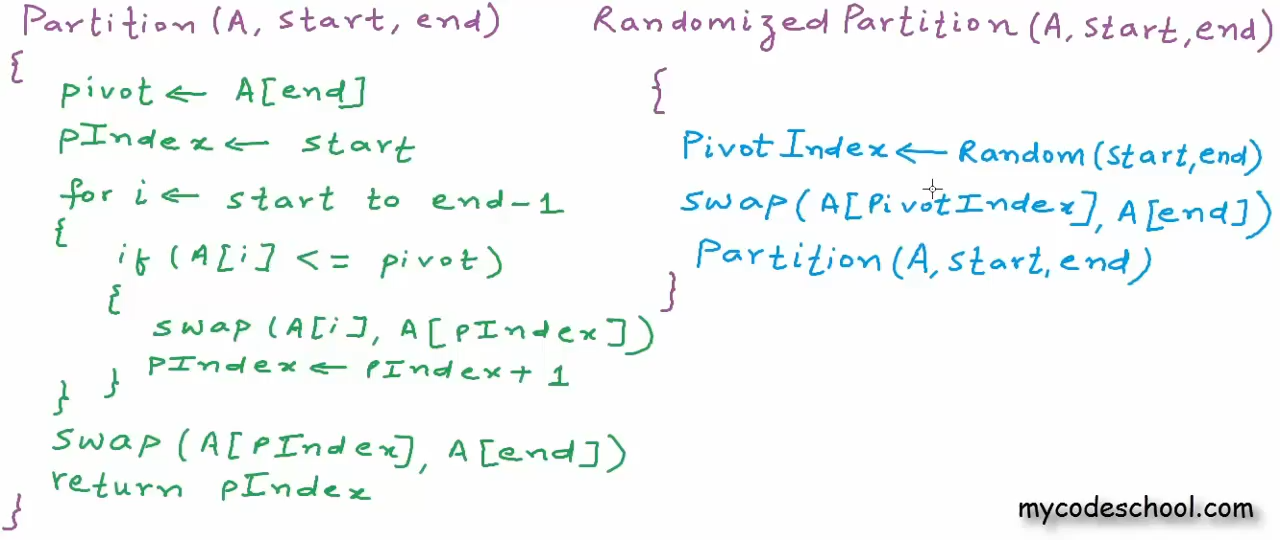 Partition (A, start, end)
{
pivot ← A[end]
pIndex ← start
for i ← start to end-1
{
if (A[i] <= pivot)
{
swap (A[i], A[pIndex])
pIndex ← pIndex + 1
}
}
swap (A[pIndex], A[end])
return pIndex
}
Randomized Partition (A, start, end)
{
PivotIndex ← Random (start, end)
swap (A[PivotIndex], A[end])
Partition (A, start, end)
}
mycodeschool.com